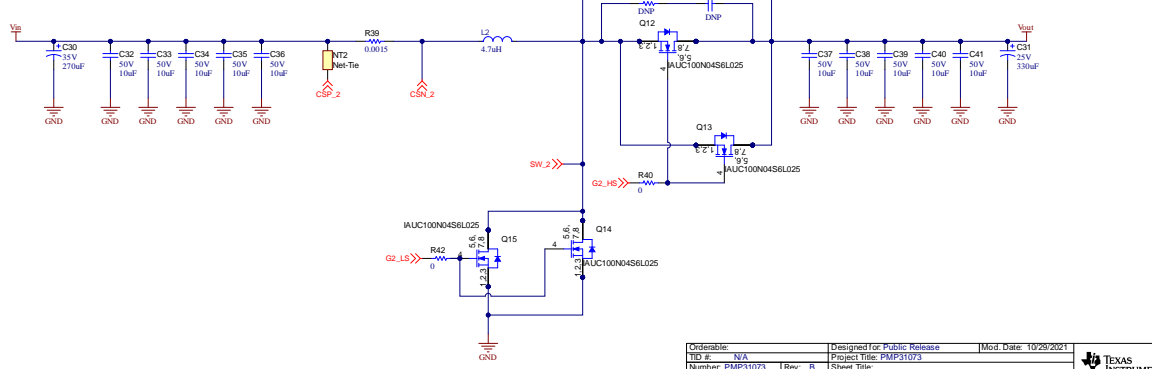 DNP
DNP
Vin
Vout
Q12
C30
35V
270uF
C32
50V
10uF
C33
50V
10uF
C34
50V
10uF
C35
50V
10uF
C36
50V
10uF
R39
0.0015
NT2
Net-Tie
CSP_2
CSN_2
L2
4.7uH
1,2,3
7,8
5,6,
4
IAUC100N04S6L025
C37
50V
10uF
C38
50V
10uF
C39
50V
10uF
C40
50V
10uF
C41
50V
10uF
C31
25V
330uF
GND
GND
GND
GND
GND
GND
GND
GND
GND
GND
GND
GND
Q13
1,2,3
7,8
5,6,
4
IAUC100N04S6L025
SW_2
G2_HS
R40
0
IAUC100N04S6L025
Q15
5,6,
7,8
4
1,2,3
G2_LS
R42
0
Q14
5,6,
7,8
4
1,2,3
IAUC100N04S6L025
GND
Orderable:
Designed for: Public Release
Mod. Date: 10/29/2021
TID #: N/A
Project Title: PMP31073
Number: PMP31073
Rev: B
Sheet Title:
TEXAS
INSTRUME